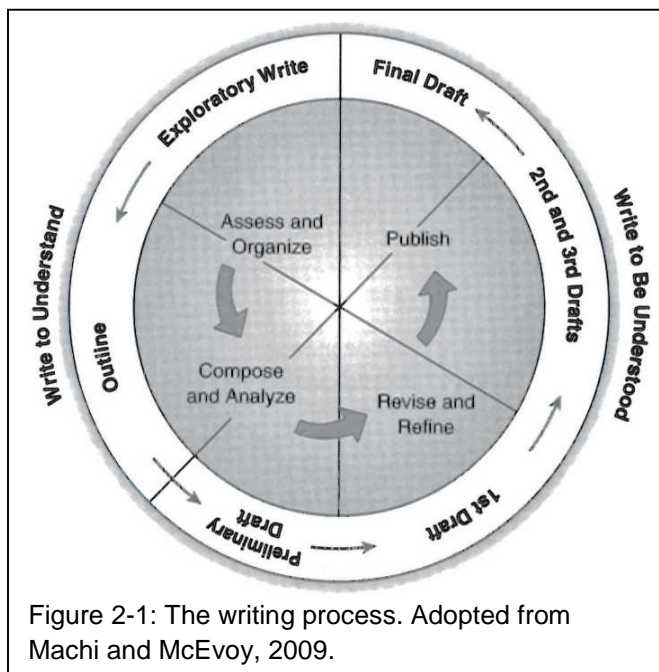 Exploratory Write
Final Draft
Write to Understand
Outline
Preliminary
Draft
1st Draft
2nd and 3rd Drafts
Write to Be Understood
Assess and
Organize
Compose
and Analyze
Revise and
Refine
Publish
Figure 2-1: The writing process. Adopted from
Machi and McEvoy, 2009.